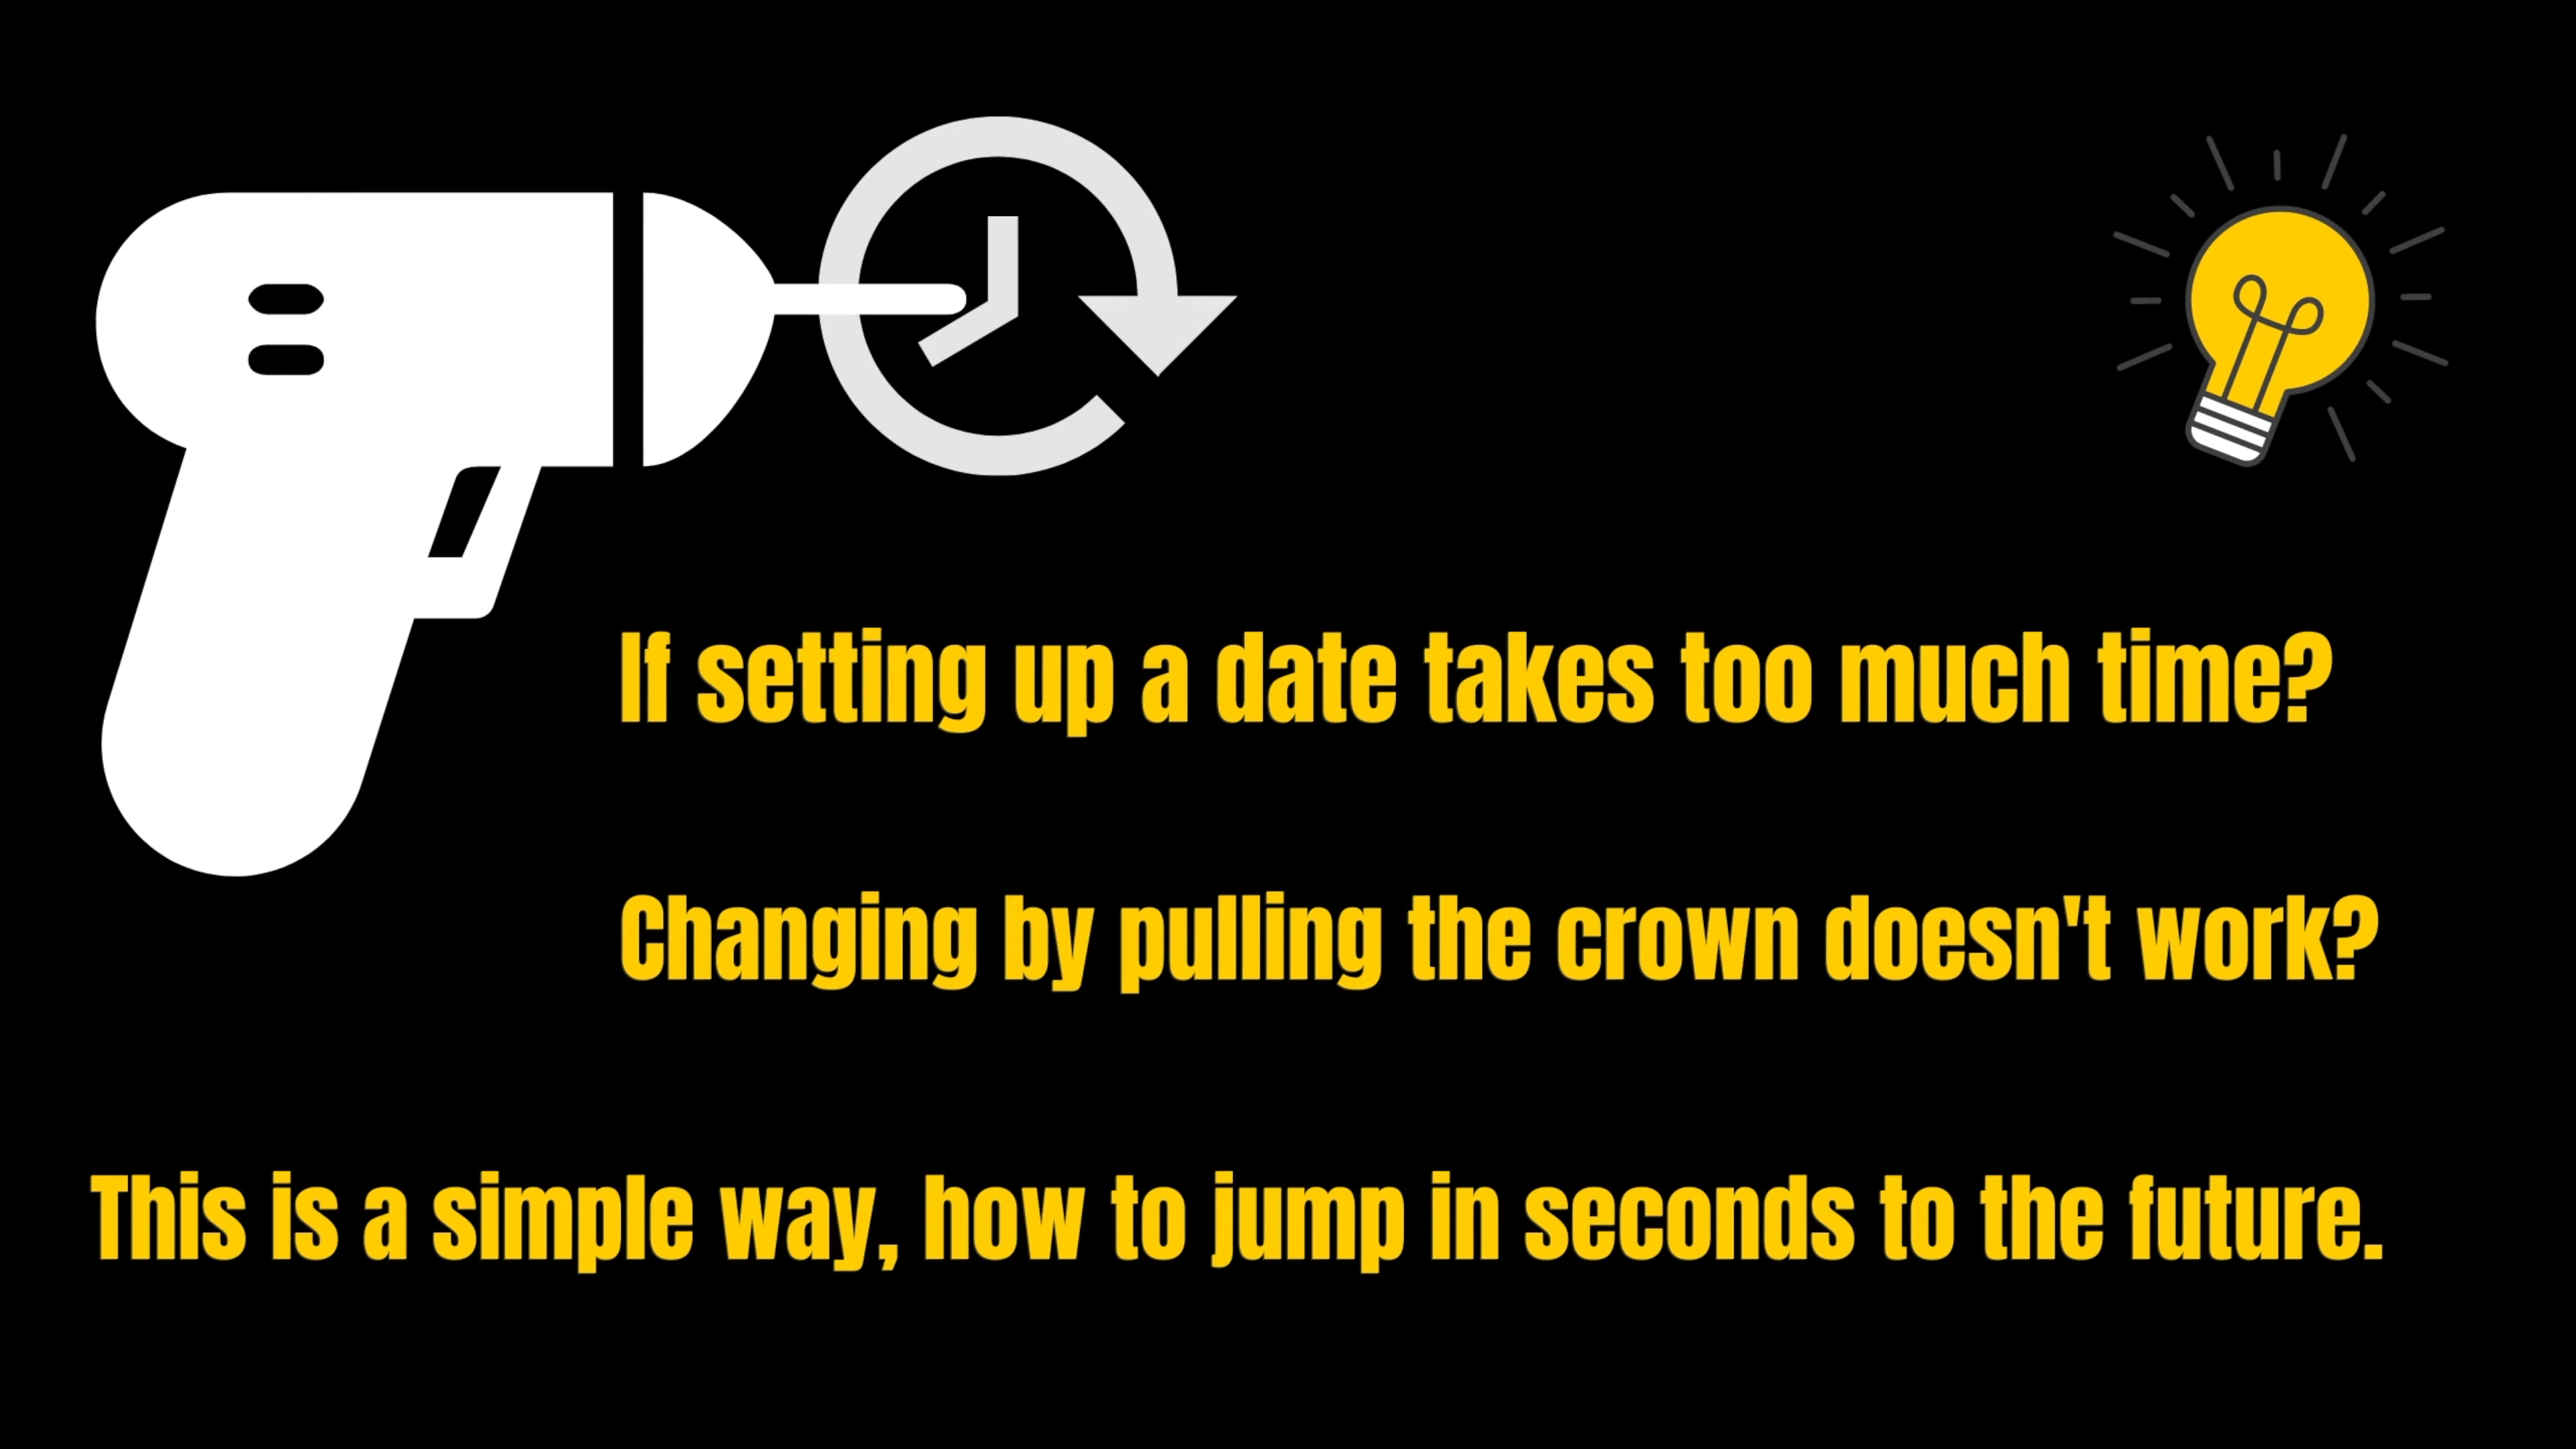 If setting up a date takes too much time?
Changing by pulling the crown doesn't work?
This is a simple way, how to jump in seconds to the future.